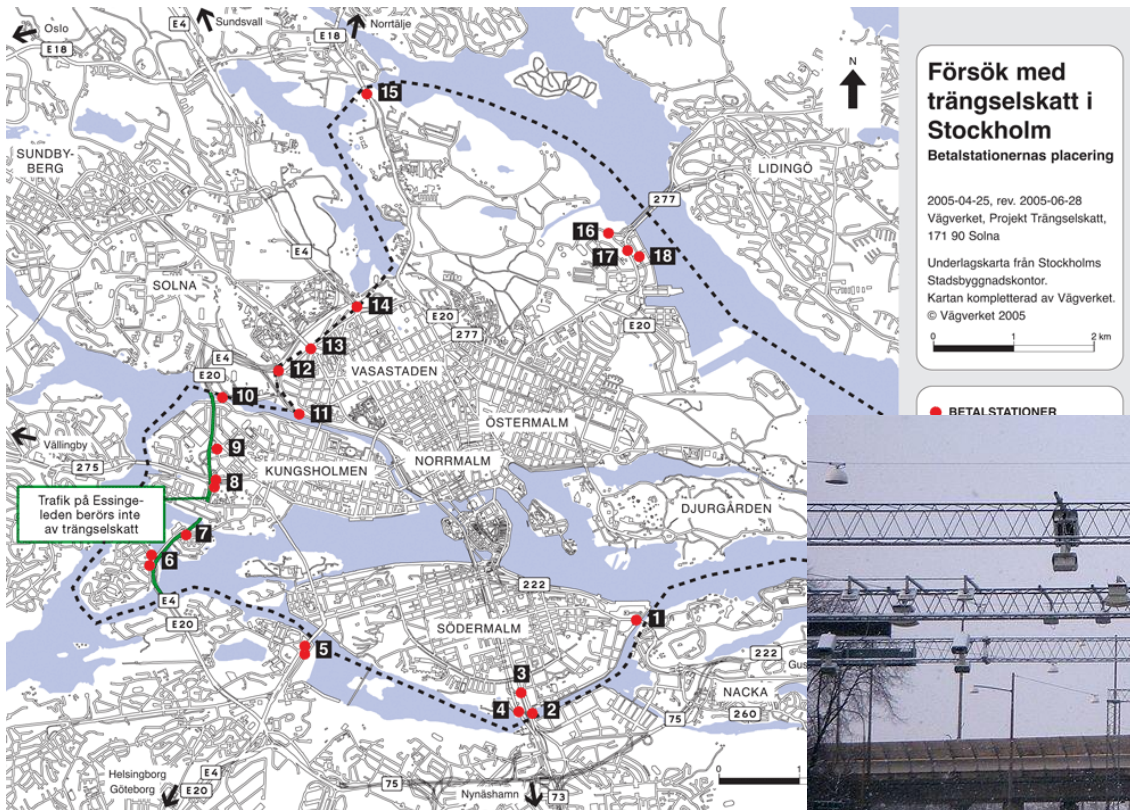 E4
Sundsvall
Norrtälje
Oslo
E18
E18
15
N
SUNDBY-
BERG
LIDINGÖ
277
16
17
18
E4
SOLNA
14
E20
277
E20
13
E4
12
VASASTADEN
E20
10
11
ÖSTERMALM
Vällingby
9
275
KUNGSHOLMEN
NORRMALM
8
Trafik på Essinge-
leden berörs inte
av trängselskatt
DJURGÅRDEN
7
6
222
E4
1
E20
SÖDERMALM
5
222
Gus
3
NACKA
4
2
75
260
Helsingborg
Göteborg
E4
E20
75
Nynäshamn
73
0
1
Försök med
trängselskatt i
Stockholm
Betalstationernas placering
2005-04-25, rev. 2005-06-28
Vägverket, Projekt Trängselskatt,
171 90 Solna
Underlagskarta från Stockholms
Stadsbyggnadskontor.
Kartan kompletterad av Vägverket.
© Vägverket 2005
0 1 2 km
BETALSTATIONER